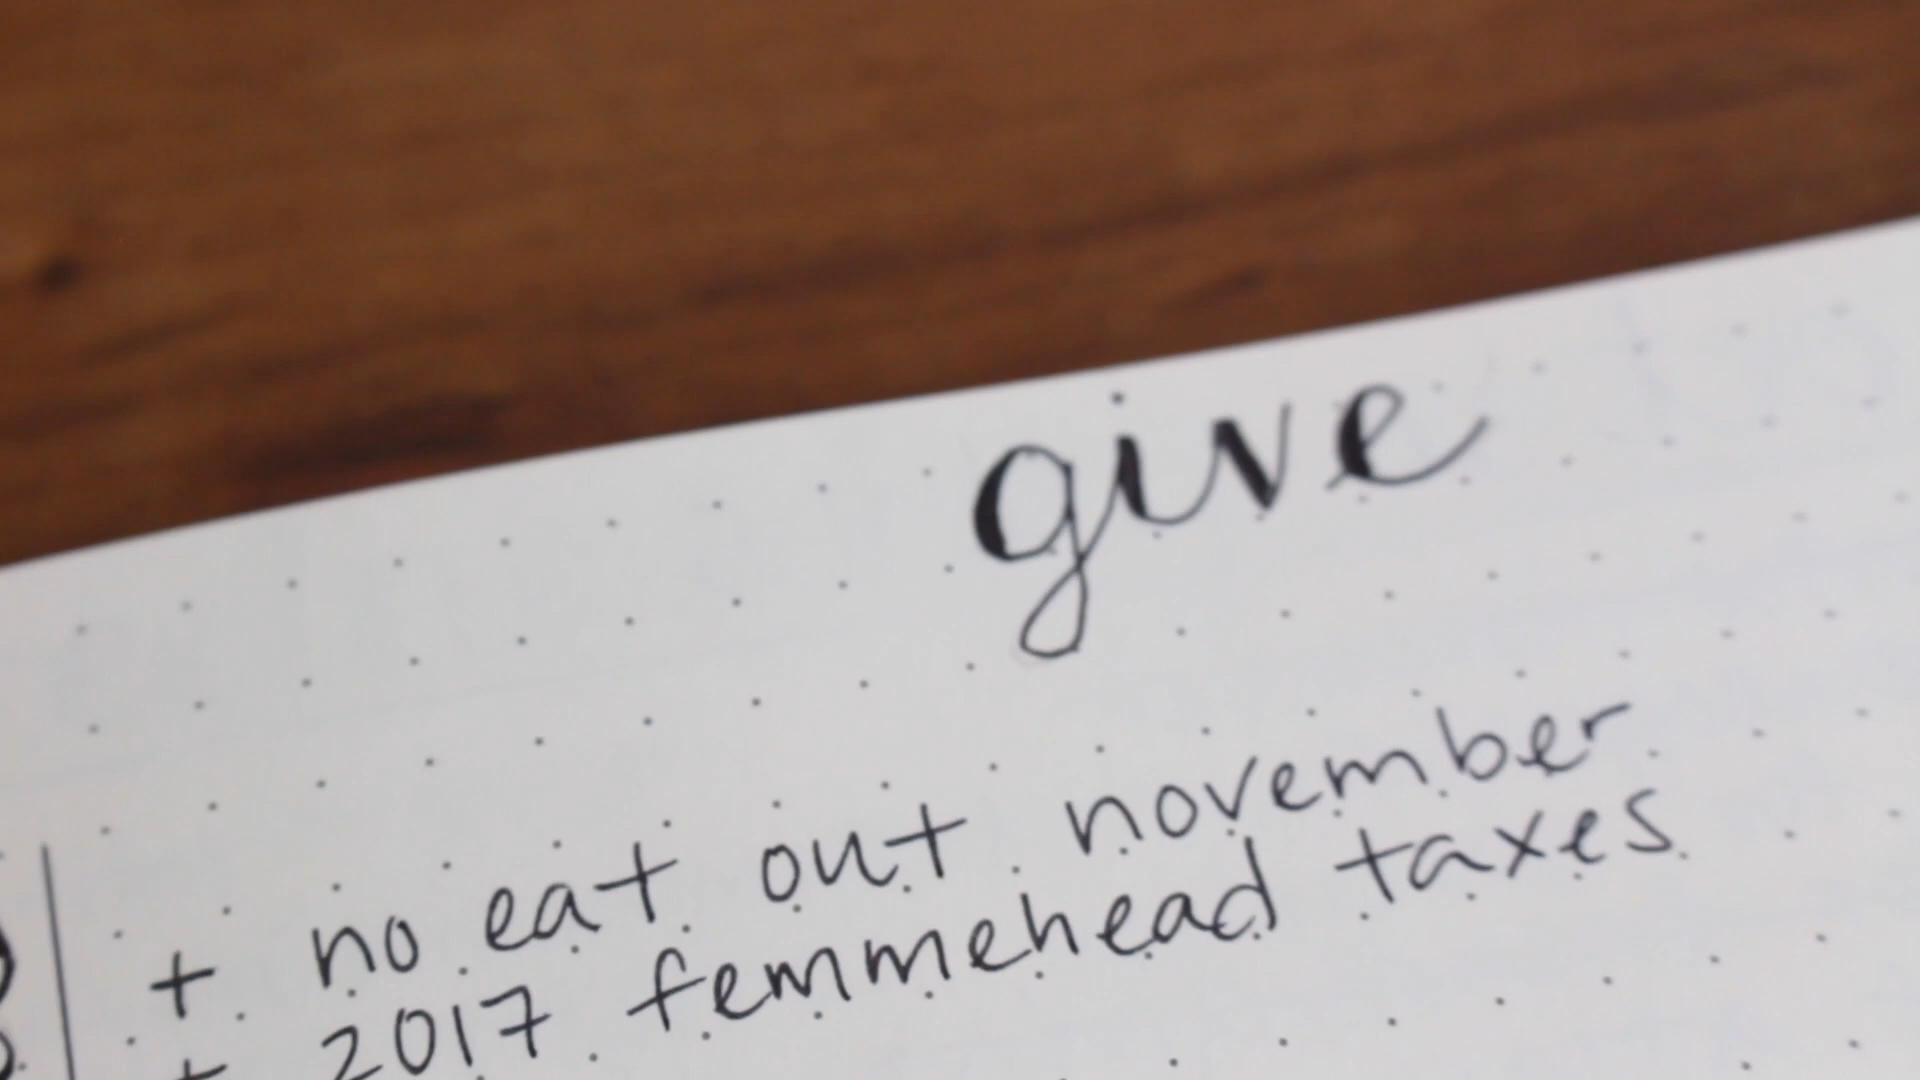 give
+ no eat out november
+ 2017 femmehead taxes